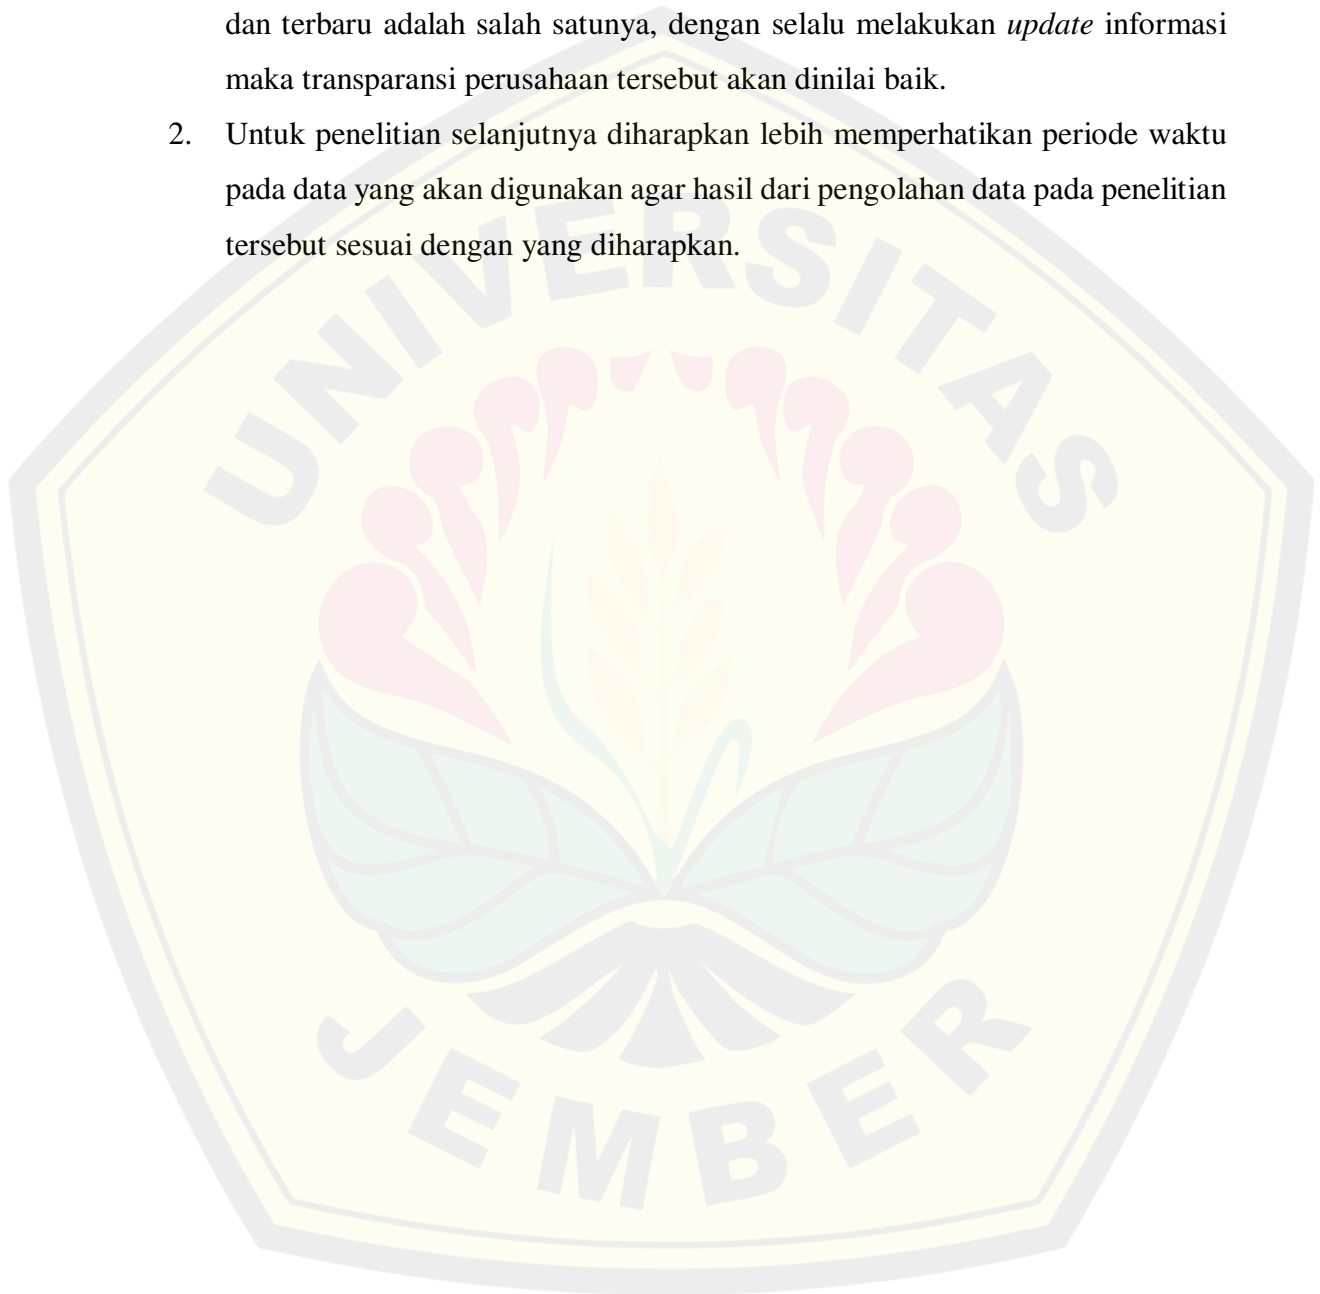 dan terbaru adalah salah satunya, dengan selalu melakukan update informasi
maka transparansi perusahaan tersebut akan dinilai baik.
2. Untuk penelitian selanjutnya diharapkan lebih memperhatikan periode waktu
pada data yang akan digunakan agar hasil dari pengolahan data pada penelitian
tersebut sesuai dengan yang diharapkan.
UNIVERSITAS
JEMBER